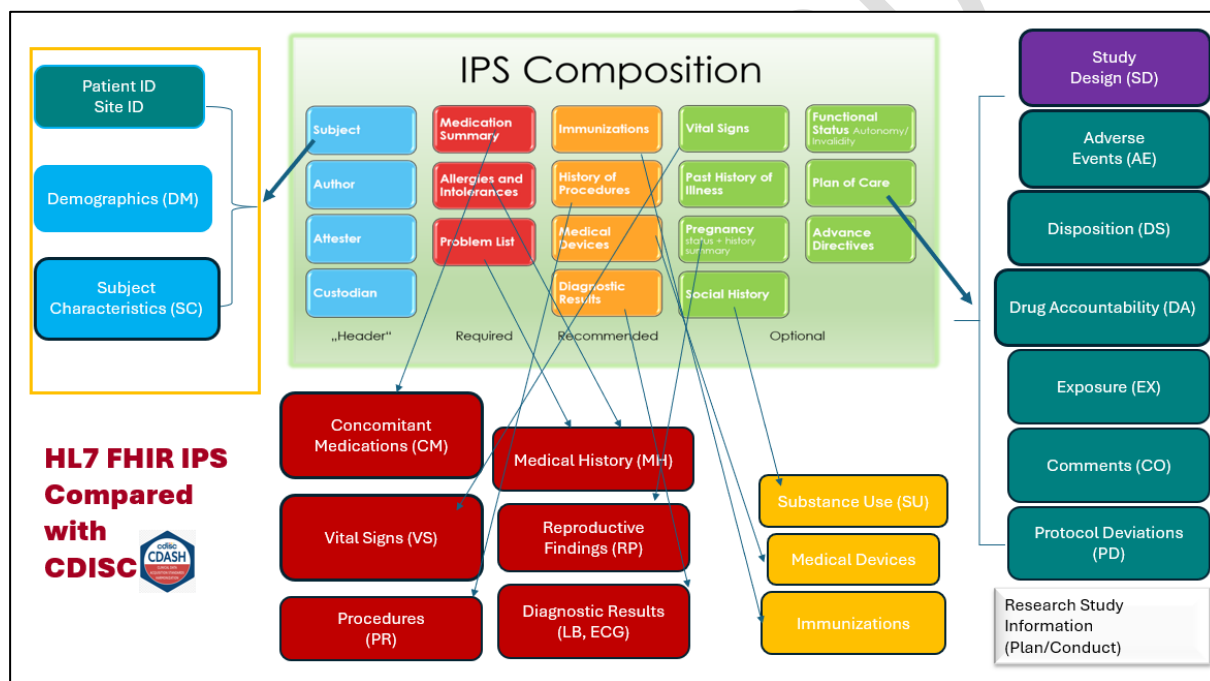 IPS Composition
Patient ID
Site ID
Demographics (DM)
Subject
Characteristics (SC)
Subject
Author
Attester
Custodian
„Header“
Medication
Summary
Allergies and
Intolerances
Problem List
Required
Immunizations
History of
Procedures
Medical
Devices
Diagnostic
Results
Recommended
Vital Signs
Past History of
Illness
Pregnancy
status + history
summary
Social History
Functional
Status Autonomy/
Invalidity
Plan of Care
Advance
Directives
Optional
Study
Design (SD)
Adverse
Events (AE)
Disposition (DS)
Drug Accountability (DA)
Exposure (EX)
Comments (CO)
Protocol Deviations
(PD)
Research Study
Information
(Plan/Conduct)
HL7 FHIR IPS
Compared
with
CDISC
cdisc
CDASH
Concomitant
Medications (CM)
Vital Signs (VS)
Procedures
(PR)
Medical History (MH)
Reproductive
Findings (RP)
Diagnostic Results
(LB, ECG)
Substance Use (SU)
Medical Devices
Immunizations